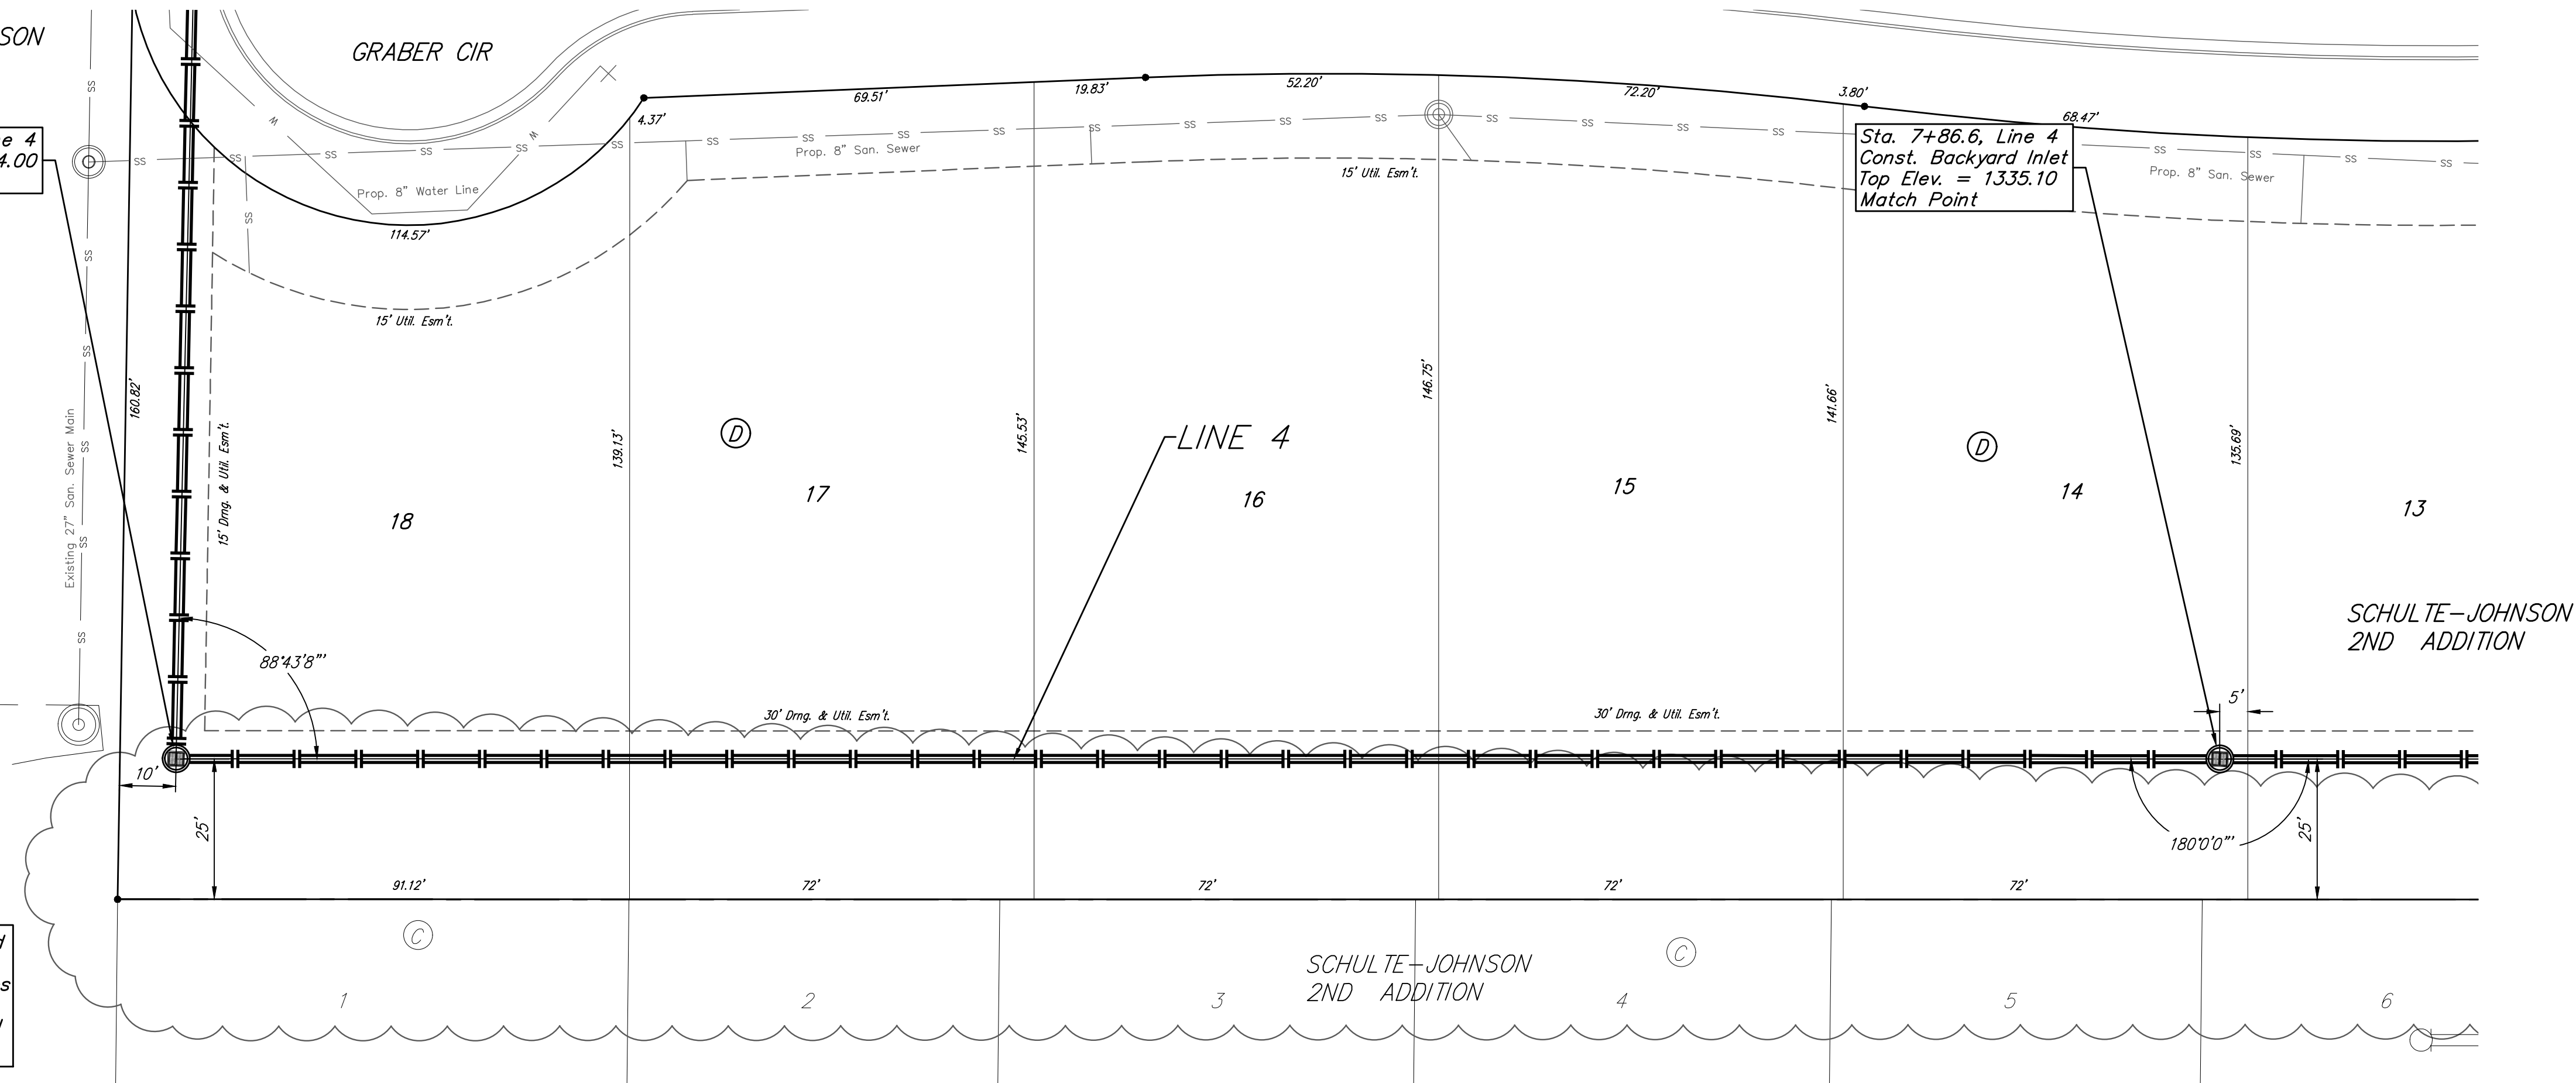 SON
GRABER CIR
69.51'
19.83'
52.20'
72.20'
3.80'
68.47'
4.37'
SS
W
W
Prop. 8" San. Sewer
Prop. 8" Water Line
15' Util. Esm't.
114.57'
15' Util. Esm't.
4
4.00
Sta. 7+86.6, Line 4
Const. Backyard Inlet
Top Elev. = 1335.10
Match Point
Prop. 8" San. Sewer
160.82'
Existing 27" San. Sewer Main
15' Drng. & Util. Esm't.
139.13'
145.53'
146.75'
141.66'
135.69'
D
LINE 4
D
18
17
16
15
14
13
SCHULTE-JOHNSON
2ND ADDITION
88°43'8"'
30' Drng. & Util. Esm't.
30' Drng. & Util. Esm't.
5'
10'
25'
180°0'0"'
25'
91.12'
72'
72'
72'
72'
C
C
SCHULTE-JOHNSON
2ND ADDITION
1
2
3
4
5
6